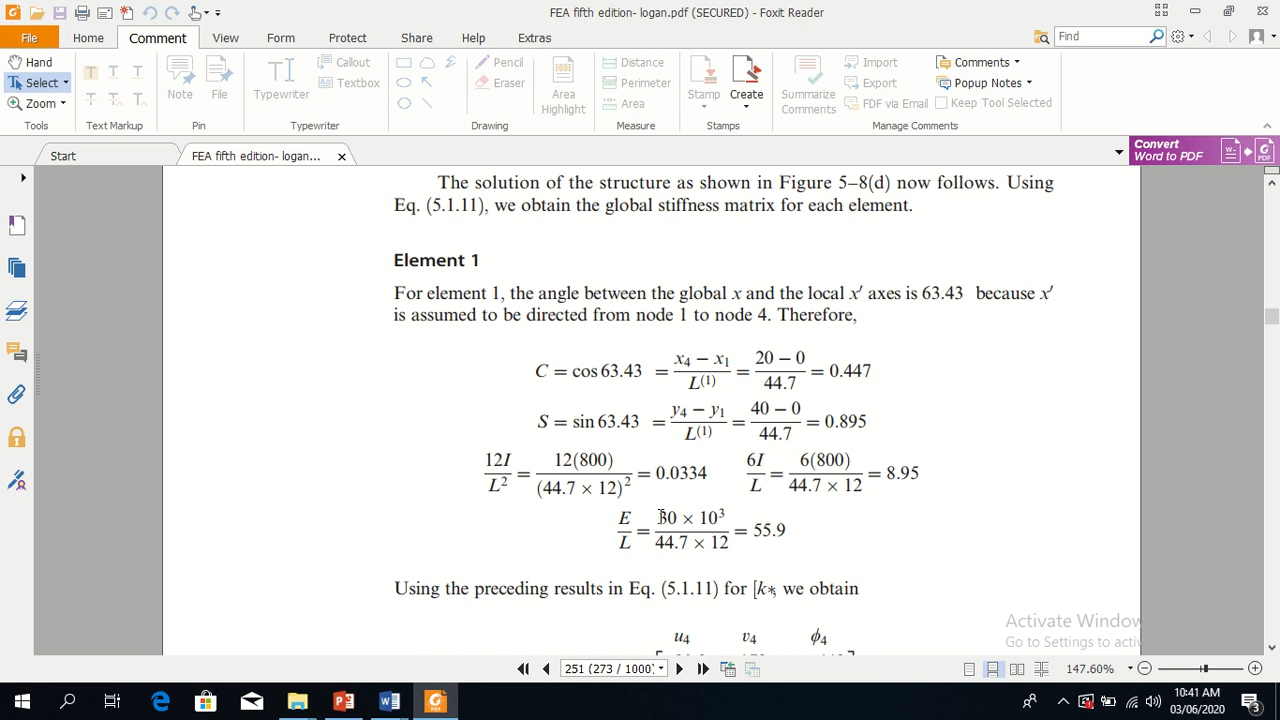 FEA fifth edition- logan.pdf (SECURED) - Foxit Reader
File Home Comment View Form Protect Share Help Extras Find
Hand Callout Pencil Distance Import Comments
Select Textbox Eraser Perimeter Export Popup Notes
Zoom Note File Typewriter Area Highlight Area Stamp Create Summarize Comments FDF via Email Keep Tool Selected
Tools Text Markup Pin Typewriter Drawing Measure Stamps Manage Comments
Start FEA fifth edition- logan... Convert Word to PDF
The solution of the structure as shown in Figure 5–8(d) now follows. Using
Eq. (5.1.11), we obtain the global stiffness matrix for each element.
Element 1
For element 1, the angle between the global x and the local x′ axes is 63.43 because x′
is assumed to be directed from node 1 to node 4. Therefore,
C = cos 63.43 = (x4 − x1)/L(1) = (20 − 0)/44.7 = 0.447
S = sin 63.43 = (y4 − y1)/L(1) = (40 − 0)/44.7 = 0.895
12I/L² = 12(800)/(44.7 × 12)² = 0.0334 6I/L = 6(800)/(44.7 × 12) = 8.95
E/L = (30 × 10³)/(44.7 × 12) = 55.9
Using the preceding results in Eq. (5.1.11) for [k*, we obtain
u4 v4 ϕ4
Activate Windows
Go to Settings to activ
251 (273 / 1000) 147.60%
10:41 AM
03/06/2020
3